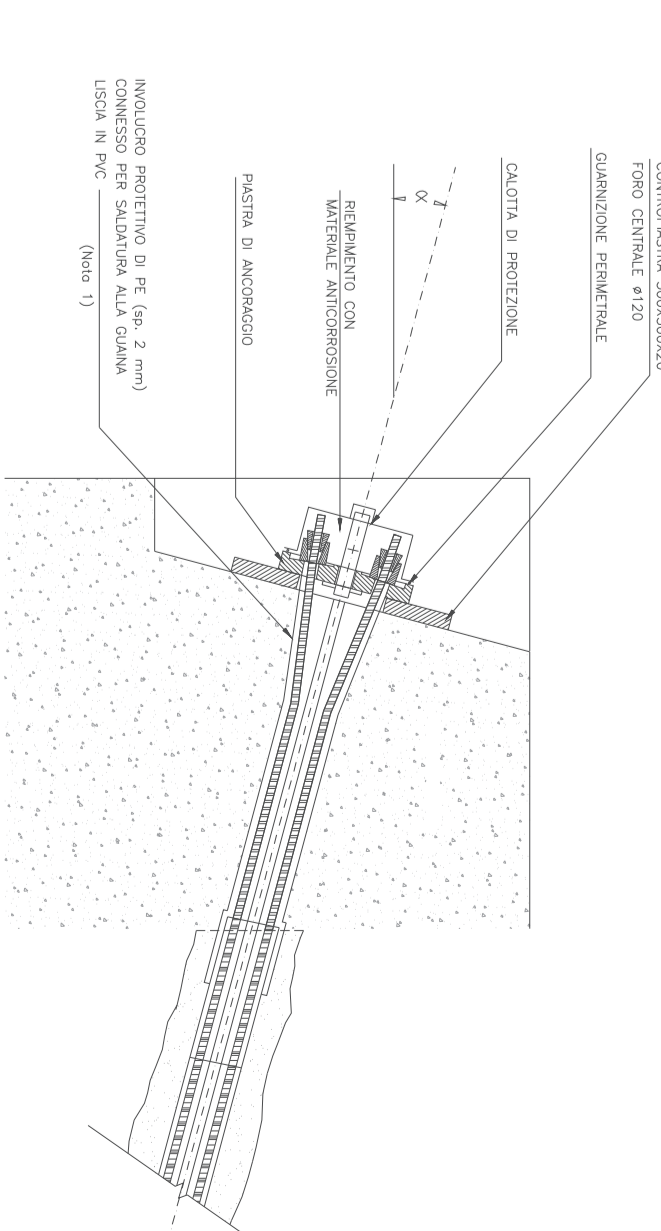 FORO CENTRALE ø120
GUARNIZIONE PERIMETRALE
CALOTTA DI PROTEZIONE
α
RIEMPIMENTO CON
MATERIALE ANTICORROSIONE
PIASTRA DI ANCORAGGIO
INVOLUCRO PROTETTIVO DI PE (sp. 2 mm)
CONNESSO PER SALDATURA ALLA GUAINA
LISCIA IN PVC
(Nota 1)